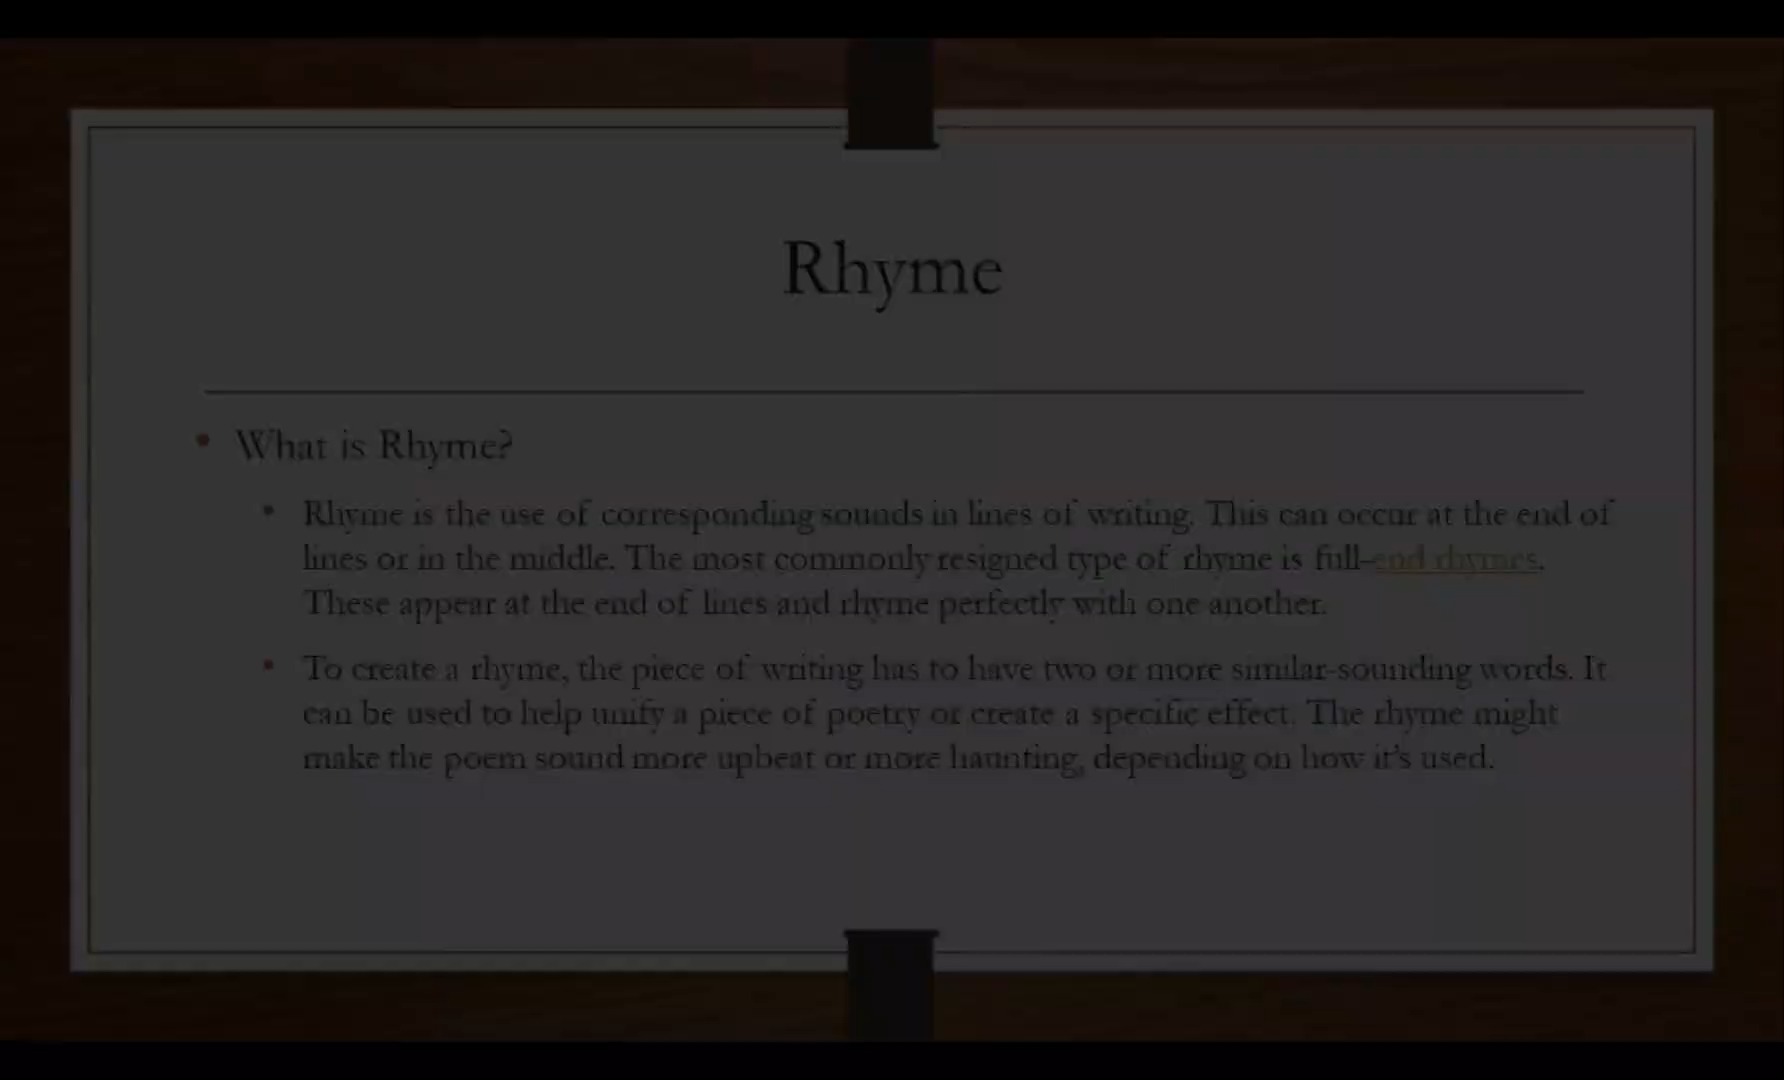 Rhyme
• What is Rhyme?
• Rhyme is the use of corresponding sounds in lines of writing. This can occur at the end of
lines or in the middle. The most commonly resigned type of rhyme is full-end rhymes.
These appear at the end of lines and rhyme perfectly with one another.
• To create a rhyme, the piece of writing has to have two or more similar-sounding words. It
can be used to help unify a piece of poetry or create a specific effect. The rhyme might
make the poem sound more upbeat or more haunting, depending on how it's used.